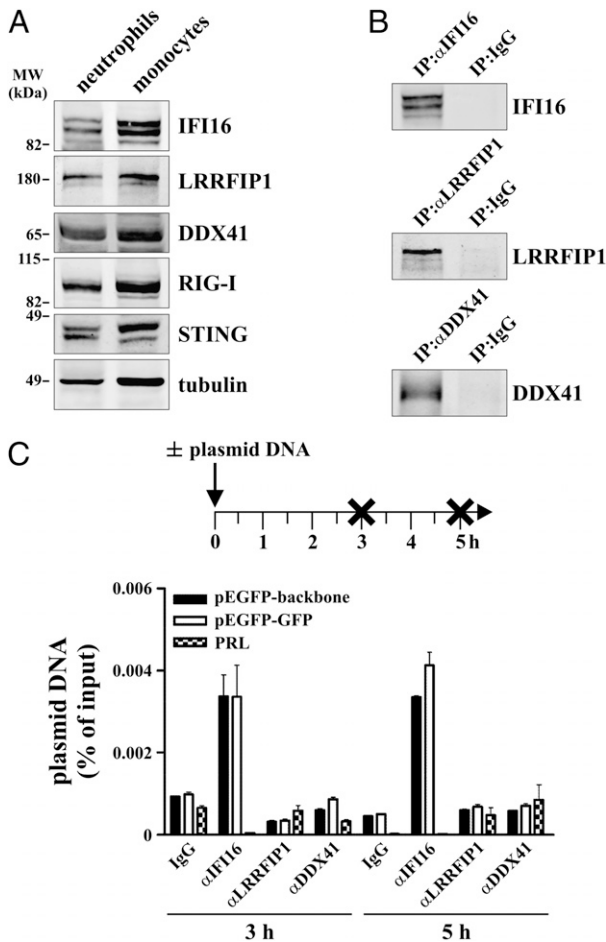 A
neutrophils
monocytes
MW
(kDa)
82
IFI16
180
LRRFIP1
65
DDX41
115
RIG-I
82
49
STING
49
tubulin
B
IP:αIFI16
IP:IgG
IFI16
IP:αLRRFIP1
IP:IgG
LRRFIP1
IP:αDDX41
IP:IgG
DDX41
C
± plasmid DNA
0 1 2 3 4 5 h
plasmid DNA
(% of input)
0.006
0.004
0.002
0
pEGFP-backbone
pEGFP-GFP
PRL
IgG αIFI16 αLRRFIP1 αDDX41 IgG αIFI16 αLRRFIP1 αDDX41
3 h 5 h